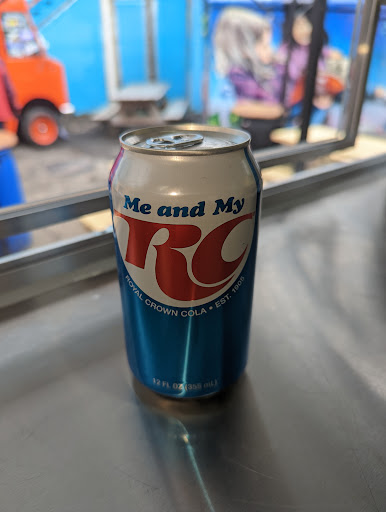 Me and My
RC
ROYAL CROWN COLA • EST. 1905
12 FL OZ (355 mL)